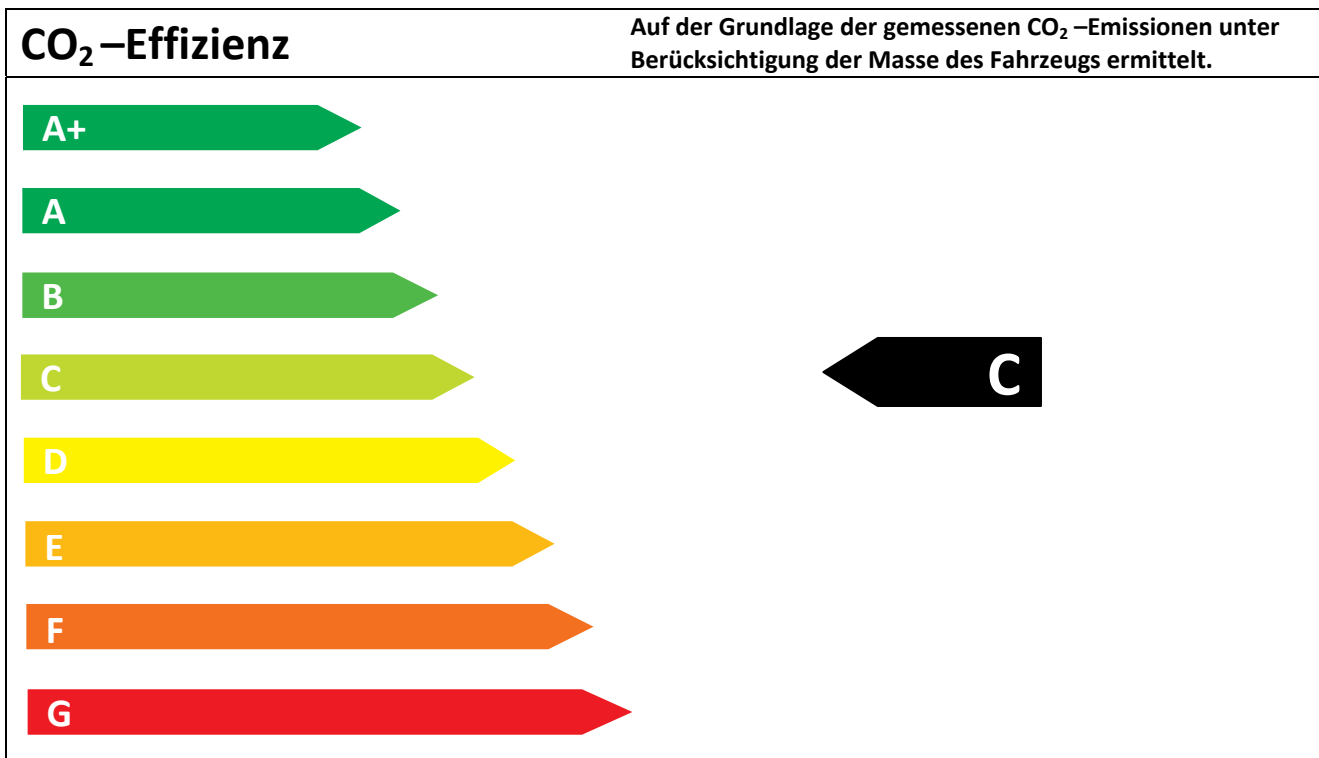 CO₂ –Effizienz
Auf der Grundlage der gemessenen CO₂ –Emissionen unter
Berücksichtigung der Masse des Fahrzeugs ermittelt.
A+
A
B
C
C
D
E
F
G